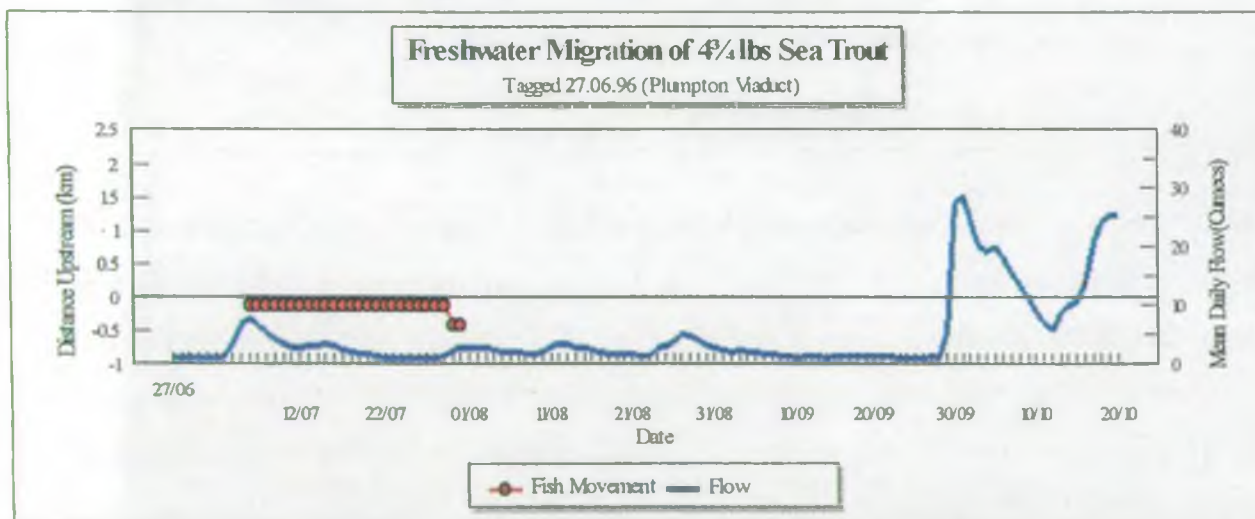 Freshwater Migration of 4¾ lbs Sea Trout
Tagged 27.06.96 (Plumpton Viaduct)
Distance Upstream (km)
2.5
2
1.5
1
0.5
0
-0.5
-1
40
30
20
10
0
Mean Daily Flow(Cumecs)
27/06
12/07 22/07 01/08 11/08 21/08 31/08 10/09 20/09 30/09 10/10 20/10
Date
Fish Movement Flow